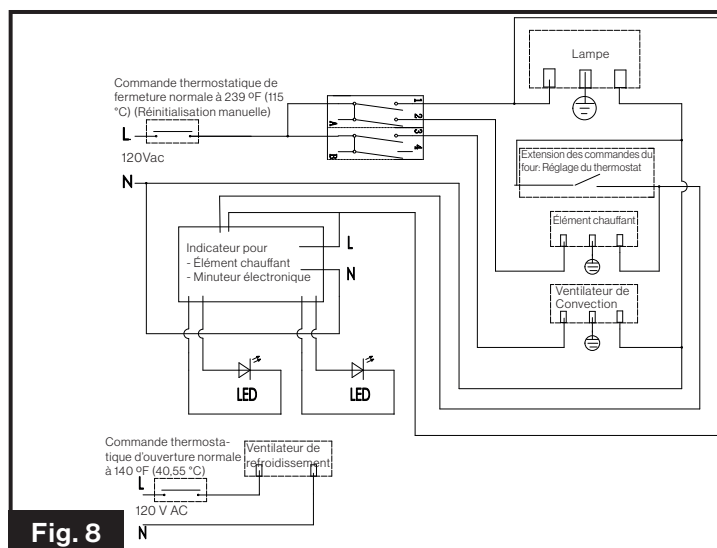 Lampe
Commande thermostatique de
fermeture normale à 239 ºF (115
°C) (Réinitialisation manuelle)
L
120Vac
N
1
2
3
4
A
B
Extension des commandes du
four: Réglage du thermostat
Élément chauffant
Ventilateur de
Convection
Indicateur pour
- Élément chauffant
- Minuteur électronique
L
N
LED
LED
Commande thermosta-
tique d'ouverture normale
à 140 ºF (40,55 °C)
L
120 V AC
N
Ventilateur de
refroidissement
Fig. 8